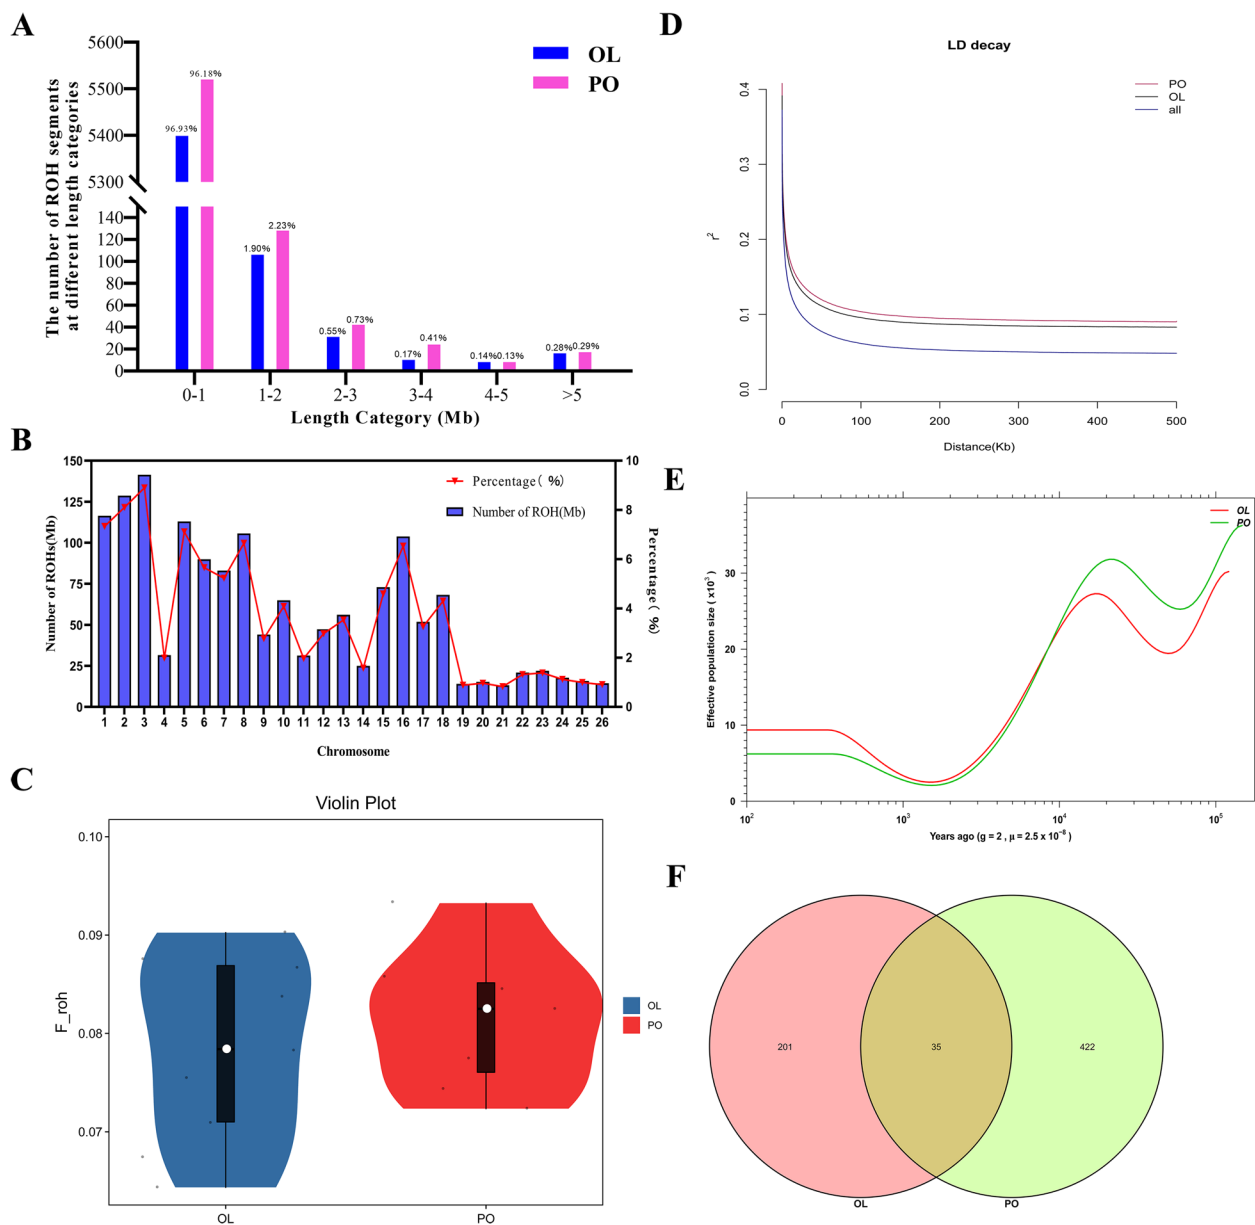 A
5600
5500
5400
5300
140
120
100
80
60
40
20
0
The number of ROH segments
at different length categories
OL
PO
96.93%
96.18%
1.90%
2.23%
0.55%
0.73%
0.17%
0.41%
0.14%
0.13%
0.28%
0.29%
0-1
1-2
2-3
3-4
4-5
>5
Length Category (Mb)
D
LD decay
PO
OL
all
0.4
0.3
0.2
0.1
0.0
r²
0
100
200
300
400
500
Distance(Kb)
B
150
125
100
75
50
25
0
Number of ROHs(Mb)
Percentage( %)
Number of ROH(Mb)
10
8
6
4
2
0
Percentage( %)
1 2 3 4 5 6 7 8 9 10 11 12 13 14 15 16 17 18 19 20 21 22 23 24 25 26
Chromosome
E
OL
PO
30
20
10
0
Effective population size ( x10³ )
10² 10³ 10⁴ 10⁵
Years ago (g = 2 , μ = 2.5 x 10⁻⁸ )
C
Violin Plot
0.10
0.09
0.08
0.07
F_roh
OL
PO
OL
PO
F
201
35
422
OL
PO